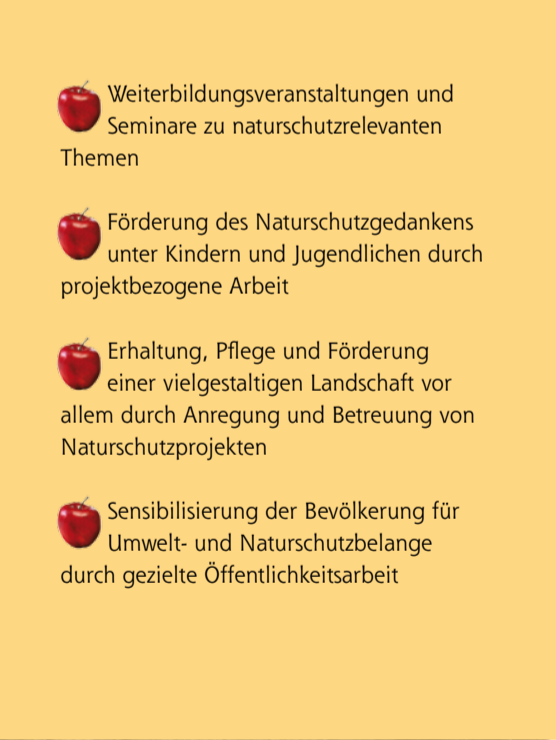 Weiterbildungsveranstaltungen und
Seminare zu naturschutzrelevanten
Themen
Förderung des Naturschutzgedankens
unter Kindern und Jugendlichen durch
projektbezogene Arbeit
Erhaltung, Pflege und Förderung
einer vielgestaltigen Landschaft vor
allem durch Anregung und Betreuung von
Naturschutzprojekten
Sensibilisierung der Bevölkerung für
Umwelt- und Naturschutzbelange
durch gezielte Öffentlichkeitsarbeit